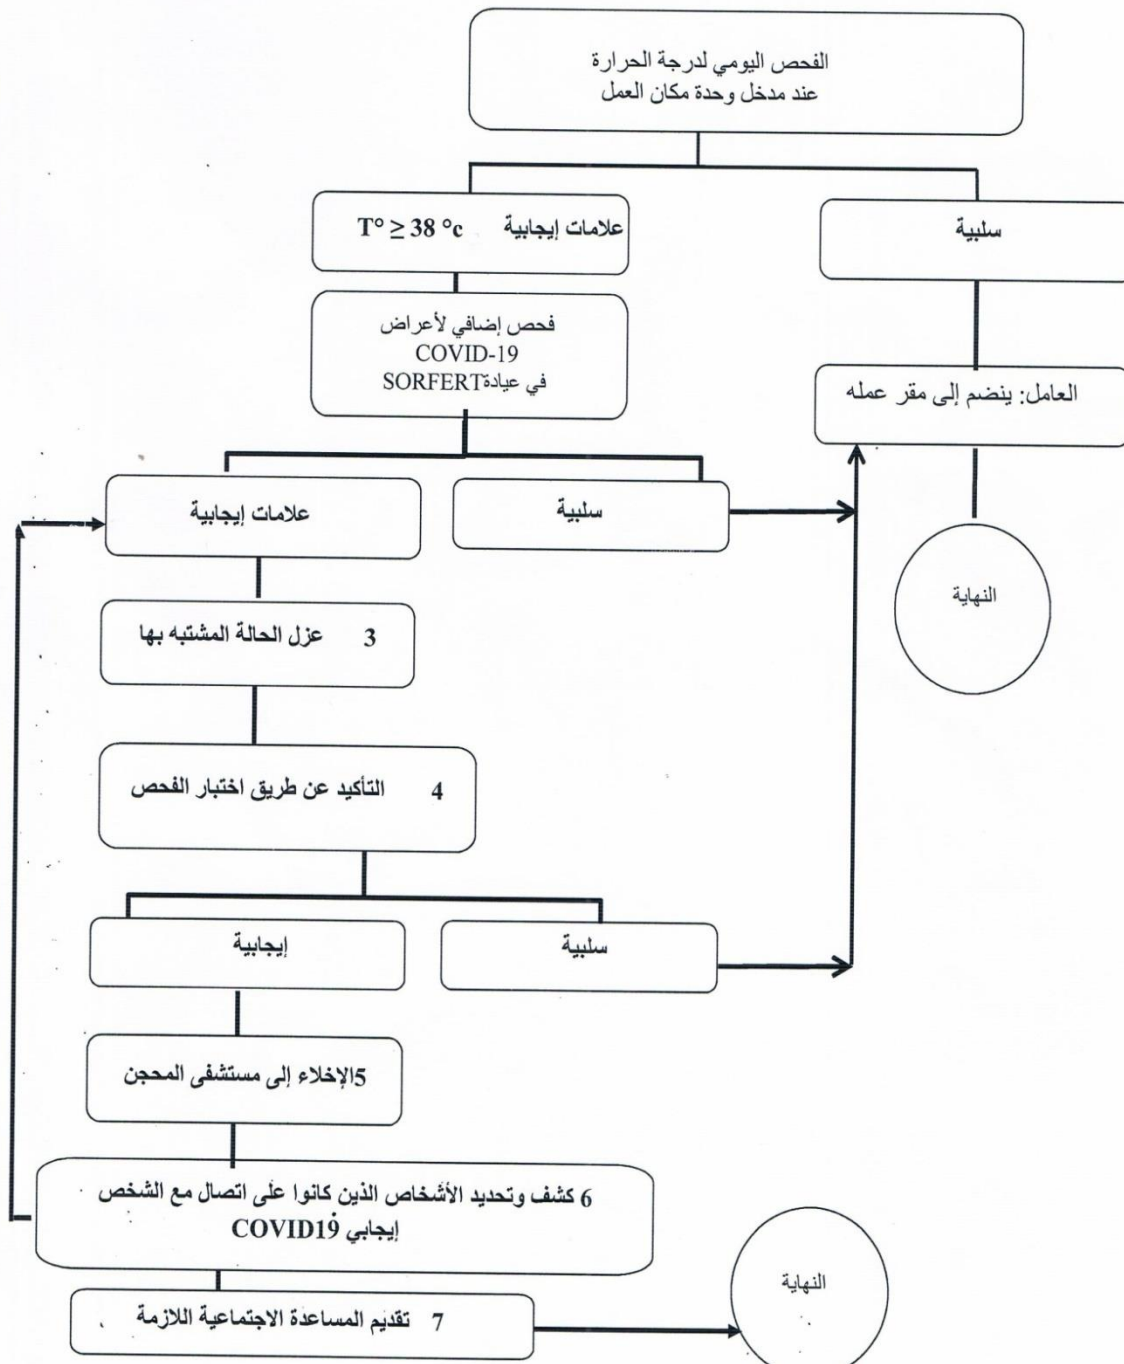 الفحص اليومي لدرجة الحرارة
عند مدخل وحدة مكان العمل
علامات إيجابية T° ≥ 38 °c
سلبية
فحص إضافي لأعراض
COVID-19
في عيادةSORFERT
العامل: ينضم إلى مقر عمله
علامات إيجابية
سلبية
النهاية
3 عزل الحالة المشتبه بها
4 التأكيد عن طريق اختبار الفحص
إيجابية
سلبية
5الإخلاء إلى مستشفى المحجن
6 كشف وتحديد الأشخاص الذين كانوا على اتصال مع الشخص
إيجابي COVID19
7 تقديم المساعدة الاجتماعية اللازمة
النهاية